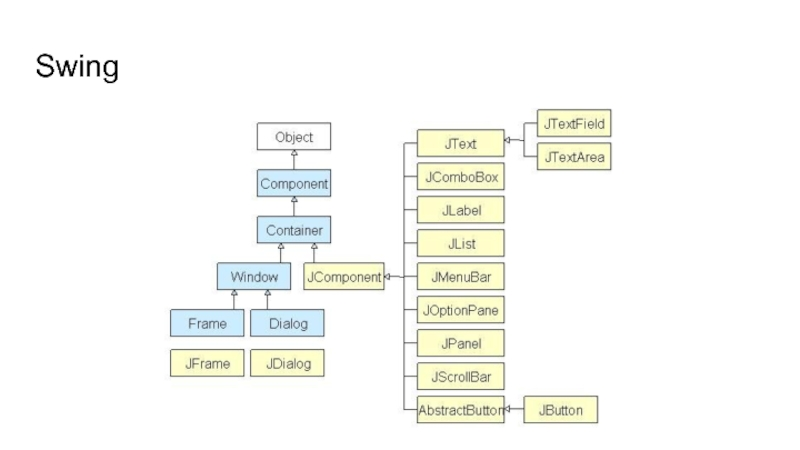 Swing
Object
Component
Container
Window
JComponent
Frame
Dialog
JFrame
JDialog
JText
JComboBox
JLabel
JList
JMenuBar
JOptionPane
JPanel
JScrollBar
AbstractButton
JTextField
JTextArea
JButton